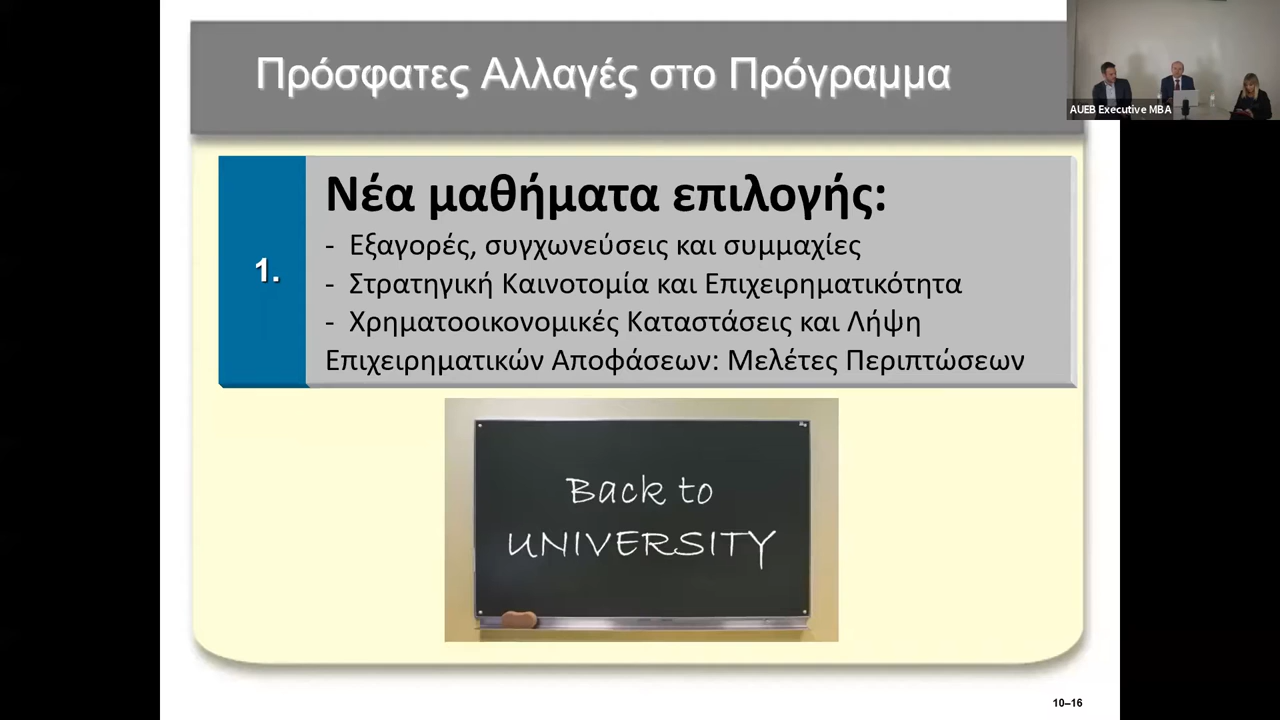 Πρόσφατες Αλλαγές στο Πρόγραμμα
AUEB Executive MBA
1.
Νέα μαθήματα επιλογής:
- Εξαγορές, συγχωνεύσεις και συμμαχίες
- Στρατηγική Καινοτομία και Επιχειρηματικότητα
- Χρηματοοικονομικές Καταστάσεις και Λήψη
Επιχειρηματικών Αποφάσεων: Μελέτες Περιπτώσεων
Back to
UNIVERSITY
10–16